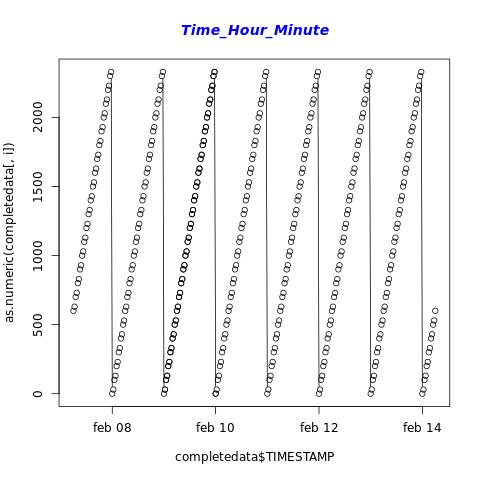 Time_Hour_Minute
as.numeric(completedata[, i])
2000
1500
1000
500
0
feb 08 feb 10 feb 12 feb 14
completedata$TIMESTAMP